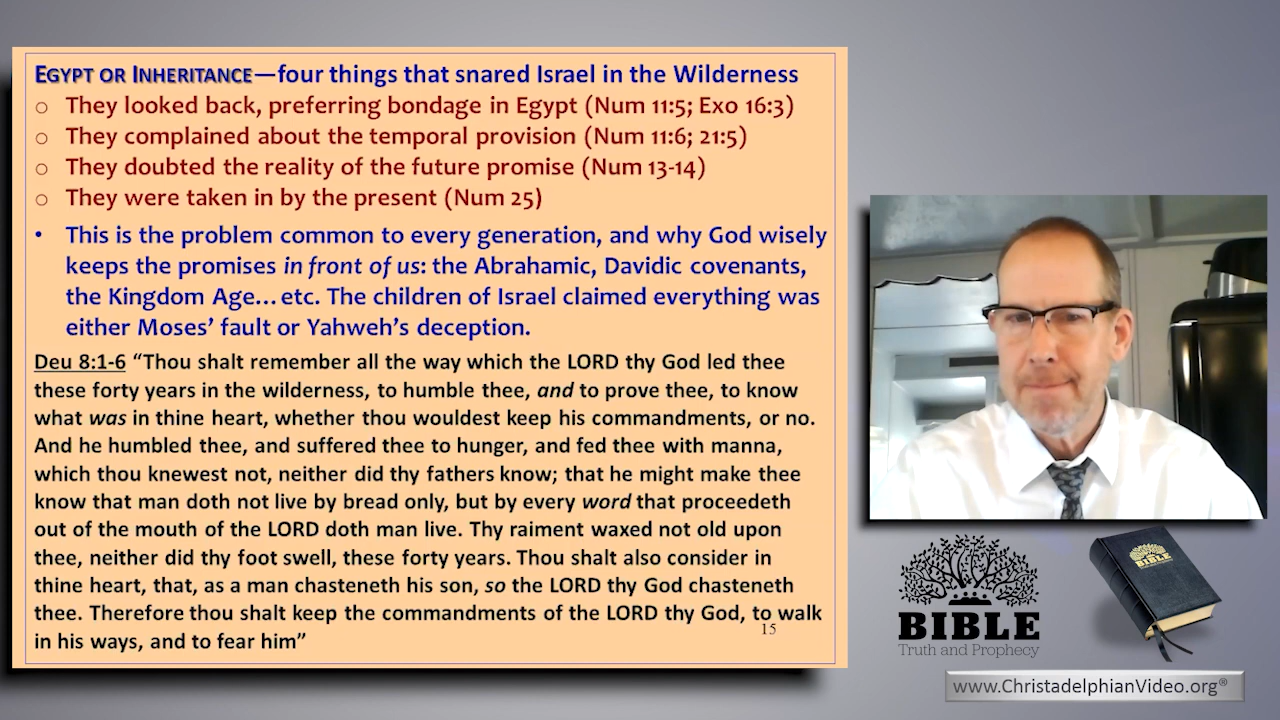 EGYPT OR INHERITANCE—four things that snared Israel in the Wilderness
o They looked back, preferring bondage in Egypt (Num 11:5; Exo 16:3)
o They complained about the temporal provision (Num 11:6; 21:5)
o They doubted the reality of the future promise (Num 13-14)
o They were taken in by the present (Num 25)
• This is the problem common to every generation, and why God wisely
keeps the promises in front of us: the Abrahamic, Davidic covenants,
the Kingdom Age…etc. The children of Israel claimed everything was
either Moses’ fault or Yahweh’s deception.
Deu 8:1-6 “Thou shalt remember all the way which the LORD thy God led thee
these forty years in the wilderness, to humble thee, and to prove thee, to know
what was in thine heart, whether thou wouldest keep his commandments, or no.
And he humbled thee, and suffered thee to hunger, and fed thee with manna,
which thou knewest not, neither did thy fathers know; that he might make thee
know that man doth not live by bread only, but by every word that proceedeth
out of the mouth of the LORD doth man live. Thy raiment waxed not old upon
thee, neither did thy foot swell, these forty years. Thou shalt also consider in
thine heart, that, as a man chasteneth his son, so the LORD thy God chasteneth
thee. Therefore thou shalt keep the commandments of the LORD thy God, to walk
in his ways, and to fear him”
15
BIBLE
Truth and Prophecy
BIBLE
www.ChristadelphianVideo.org®